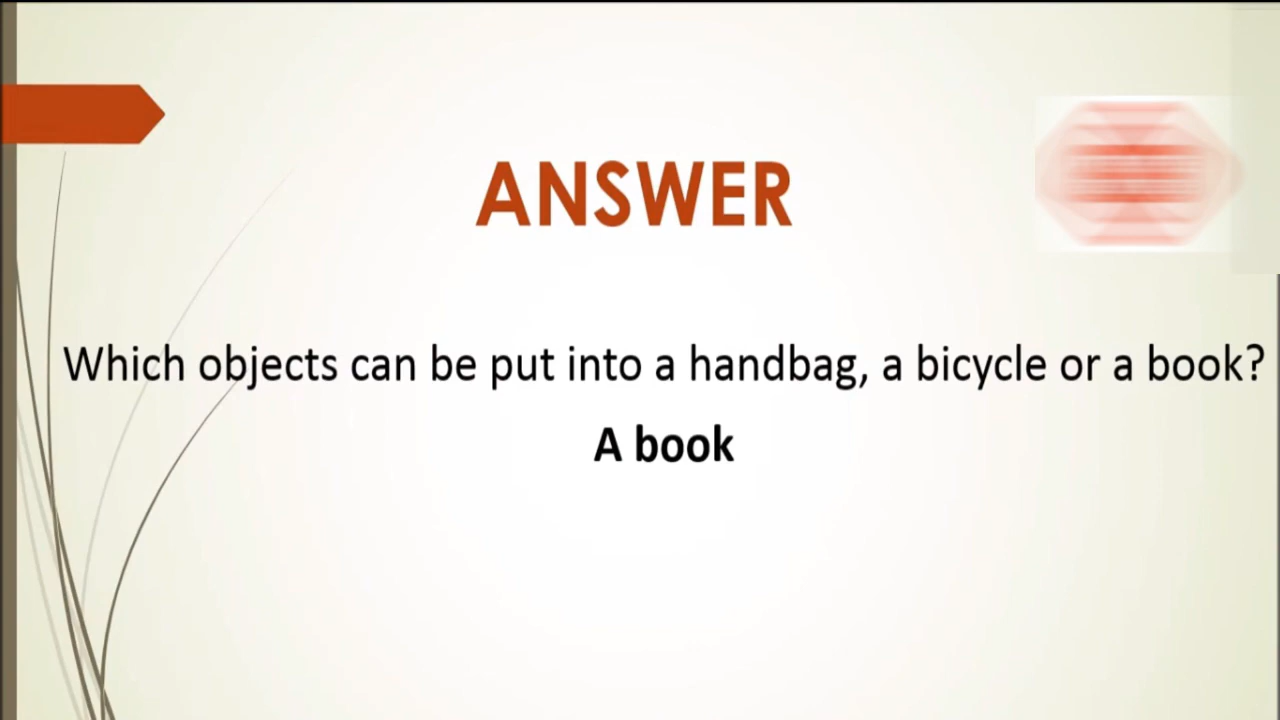 ANSWER
Which objects can be put into a handbag, a bicycle or a book?
A book